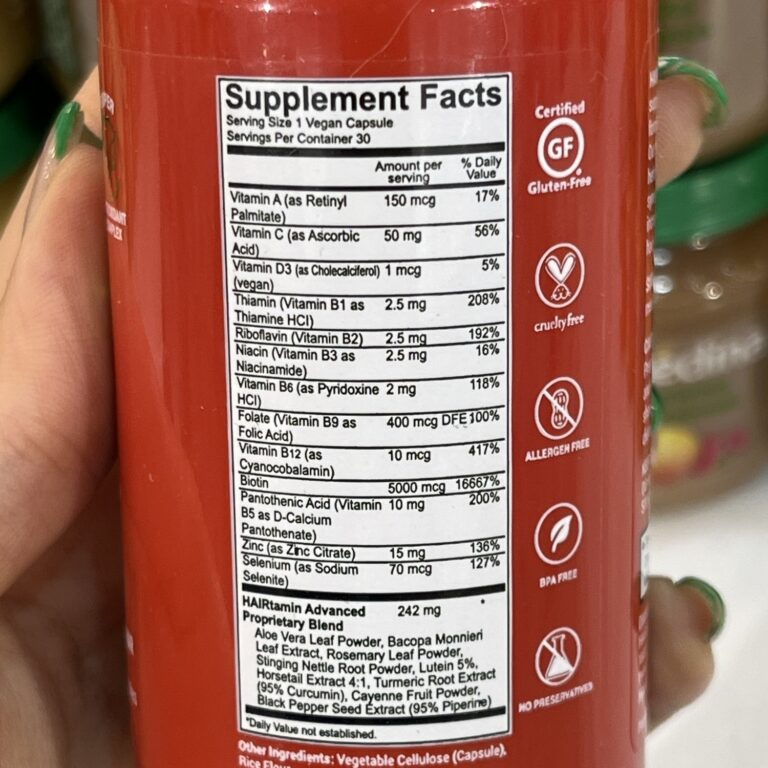 Supplement Facts
Serving Size 1 Vegan Capsule
Servings Per Container 30
Amount per serving % Daily Value
Vitamin A (as Retinyl Palmitate) 150 mcg 17%
Vitamin C (as Ascorbic Acid) 50 mg 56%
Vitamin D3 (as Cholecalciferol) (vegan) 1 mcg 5%
Thiamin (Vitamin B1 as Thiamine HCI) 2.5 mg 208%
Riboflavin (Vitamin B2) 2.5 mg 192%
Niacin (Vitamin B3 as Niacinamide) 2.5 mg 16%
Vitamin B6 (as Pyridoxine HCI) 2 mg 118%
Folate (Vitamin B9 as Folic Acid) 400 mcg DFE 100%
Vitamin B12 (as Cyanocobalamin) 10 mcg 417%
Biotin 5000 mcg 16667%
Pantothenic Acid (Vitamin B5 as D-Calcium Pantothenate) 10 mg 200%
Zinc (as Zinc Citrate) 15 mg 136%
Selenium (as Sodium Selenite) 70 mcg 127%
HAIRtamin Advanced Proprietary Blend 242 mg *
Aloe Vera Leaf Powder, Bacopa Monnieri
Leaf Extract, Rosemary Leaf Powder,
Stinging Nettle Root Powder, Lutein 5%,
Horsetail Extract 4:1, Turmeric Root Extract
(95% Curcumin), Cayenne Fruit Powder,
Black Pepper Seed Extract (95% Piperine)
*Daily Value not established.
Other Ingredients: Vegetable Cellulose (Capsule),
Rice
Certified
GF
Gluten-Free
cruelty free
ALLERGEN FREE
BPA FREE
NO PRESERVATIVES